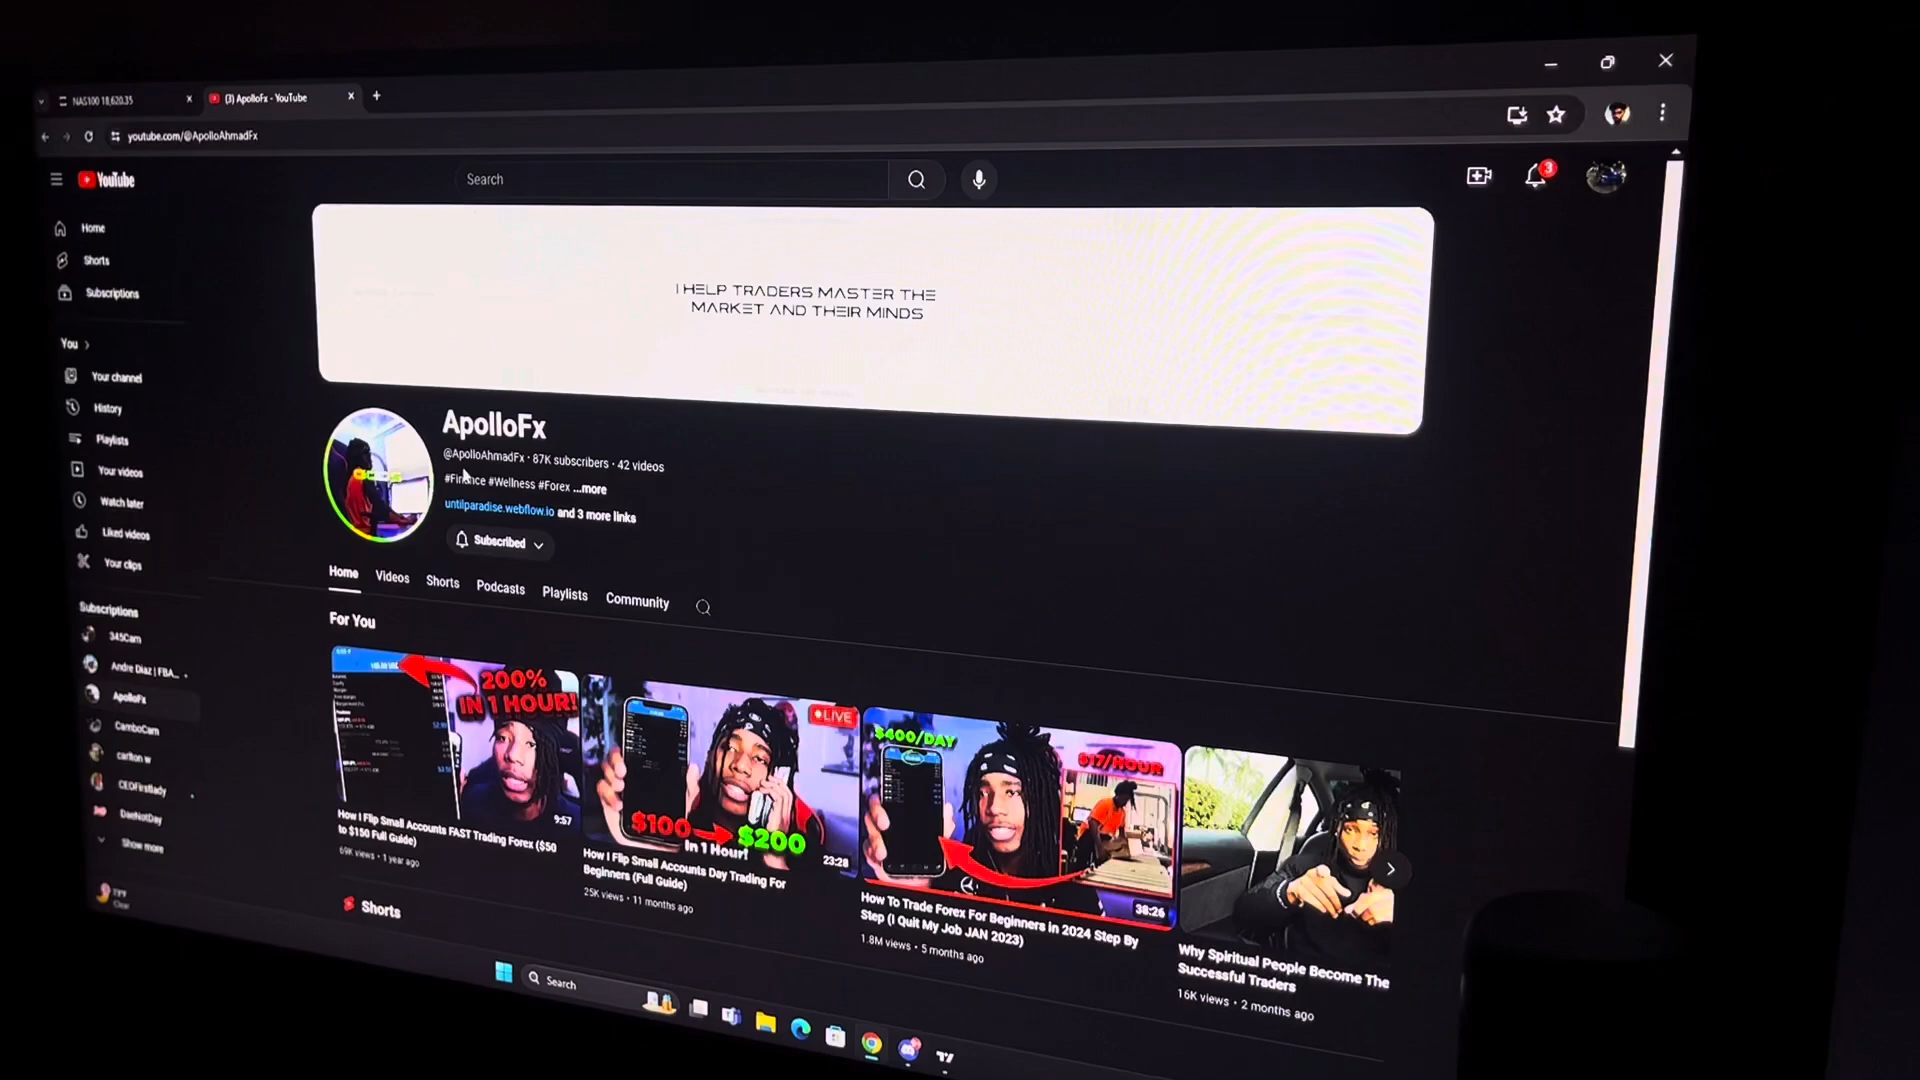 NAS100 18,620.35
(3) ApolloFx - YouTube
youtube.com/@ApolloAhmadFx
YouTube
Search
3
Home
Shorts
Subscriptions
You
Your channel
History
Playlists
Your videos
Watch later
Liked videos
Your clips
Subscriptions
345Cam
Andre Diaz | FBA...
ApolloFx
CamboCam
carlton w
CEOFirstlady
DaeNotDay
Show more
I HELP TRADERS MASTER THE
MARKET AND THEIR MINDS
ApolloFx
@ApolloAhmadFx · 87K subscribers · 42 videos
#Finance #Wellness #Forex ...more
untilparadise.webflow.io and 3 more links
Subscribed
Home
Videos
Shorts
Podcasts
Playlists
Community
For You
200%
IN 1 HOUR!
9:57
How I Flip Small Accounts FAST Trading Forex ($50
to $150 Full Guide)
69K views · 1 year ago
LIVE
$100
$200
In 1 Hour!
23:28
How I Flip Small Accounts Day Trading For
Beginners (Full Guide)
25K views · 11 months ago
$400/DAY
$17/HOUR
38:26
How To Trade Forex For Beginners in 2024 Step By
Step (I Quit My Job JAN 2023)
1.8M views · 5 months ago
Why Spiritual People Become The
Successful Traders
16K views · 2 months ago
Shorts
Clear
Search